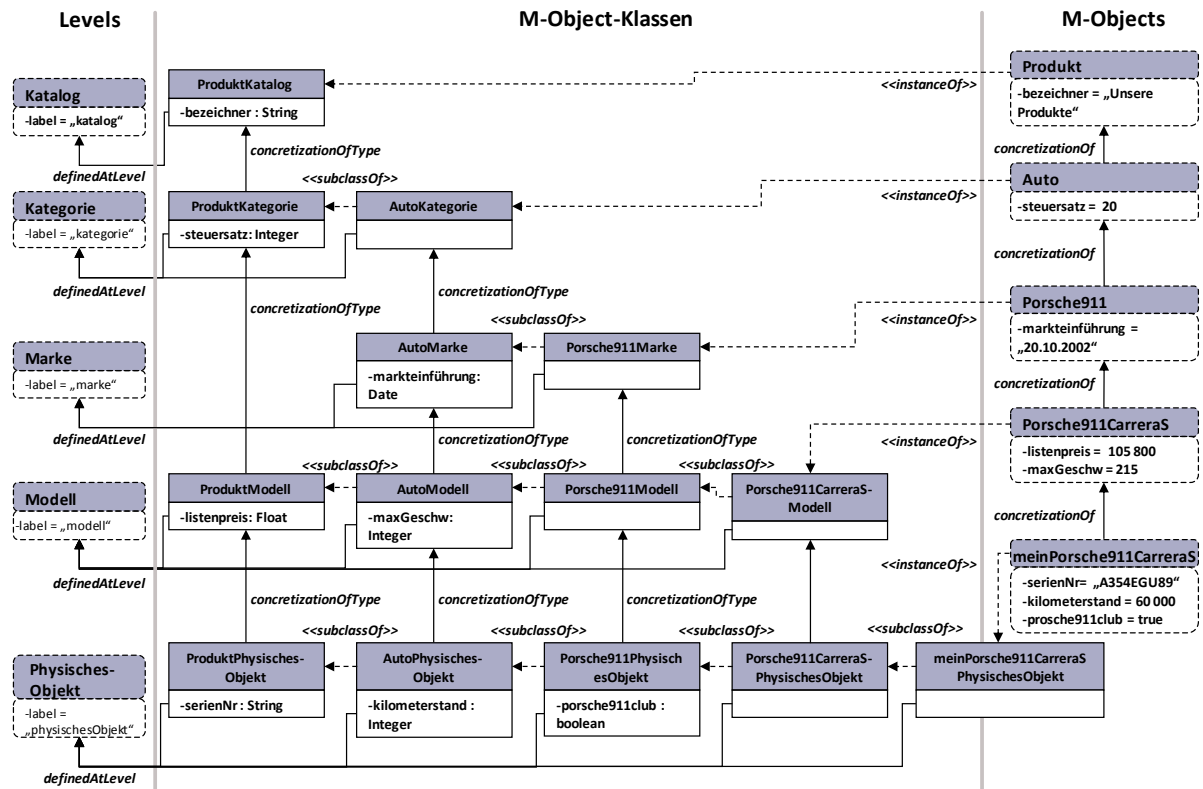 Levels
M-Object-Klassen
M-Objects
Katalog
-label = „katalog“
definedAtLevel
ProduktKatalog
-bezeichner : String
<<instanceOf>>
Produkt
-bezeichner = „Unsere
Produkte“
concretizationOfType
concretizationOf
Kategorie
-label = „kategorie“
definedAtLevel
ProduktKategorie
-steuersatz: Integer
<<subclassOf>>
AutoKategorie
<<instanceOf>>
Auto
-steuersatz = 20
concretizationOfType
concretizationOfType
concretizationOf
Marke
-label = „marke“
definedAtLevel
AutoMarke
-markteinführung:
Date
<<subclassOf>>
Porsche911Marke
<<instanceOf>>
Porsche911
-markteinführung =
„20.10.2002“
concretizationOfType
concretizationOfType
concretizationOf
Modell
-label = „modell“
definedAtLevel
ProduktModell
-listenpreis: Float
<<subclassOf>>
AutoModell
-maxGeschw:
Integer
<<subclassOf>>
Porsche911Modell
Porsche911CarreraS-
Modell
<<instanceOf>>
Porsche911CarreraS
-listenpreis = 105 800
-maxGeschw = 215
concretizationOfType
concretizationOfType
concretizationOf
Physisches-
Objekt
-label =
„physischesObjekt“
definedAtLevel
ProduktPhysisches-
Objekt
-serienNr : String
<<subclassOf>>
AutoPhysisches-
Objekt
-kilometerstand :
Integer
<<subclassOf>>
Porsche911Physisch
esObjekt
-porsche911club :
boolean
<<subclassOf>>
Porsche911CarreraS-
PhysischesObjekt
<<subclassOf>>
meinPorsche911CarreraS
PhysischesObjekt
<<instanceOf>>
meinPorsche911CarreraS
-serienNr= „A354EGU89“
-kilometerstand = 60 000
-prosche911club = true